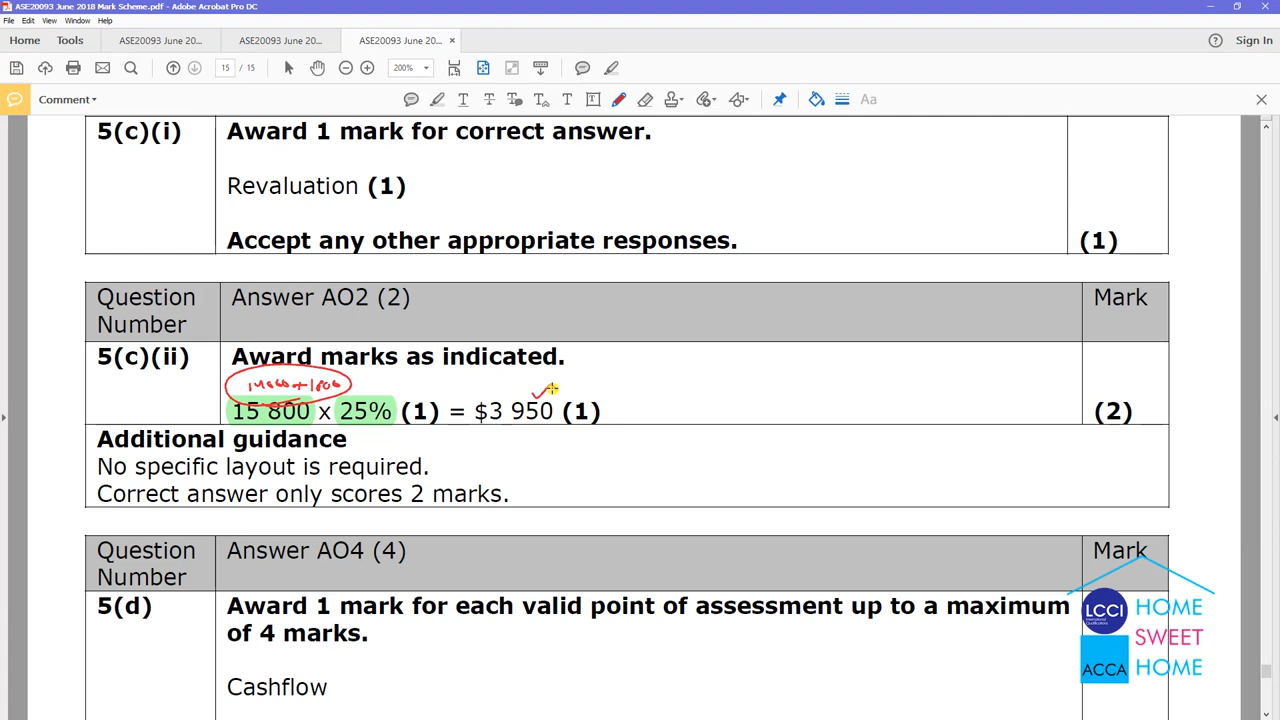 ASE20093 June 2018 Mark Scheme.pdf - Adobe Acrobat Pro DC
File Edit View Window Help
Home Tools ASE20093 June 20... ASE20093 June 20... ASE20093 June 20... × Sign In
15 / 15 200%
Comment
5(c)(i) Award 1 mark for correct answer.
Revaluation (1)
Accept any other appropriate responses. (1)
Question Number Answer AO2 (2) Mark
5(c)(ii) Award marks as indicated.
15 800 x 25% (1) = $3 950 (1) (2)
Additional guidance
No specific layout is required.
Correct answer only scores 2 marks.
Question Number Answer AO4 (4) Mark
5(d) Award 1 mark for each valid point of assessment up to a maximum
of 4 marks.
Cashflow
LCCI
International Qualifications
ACCA
HOME
SWEET
HOME